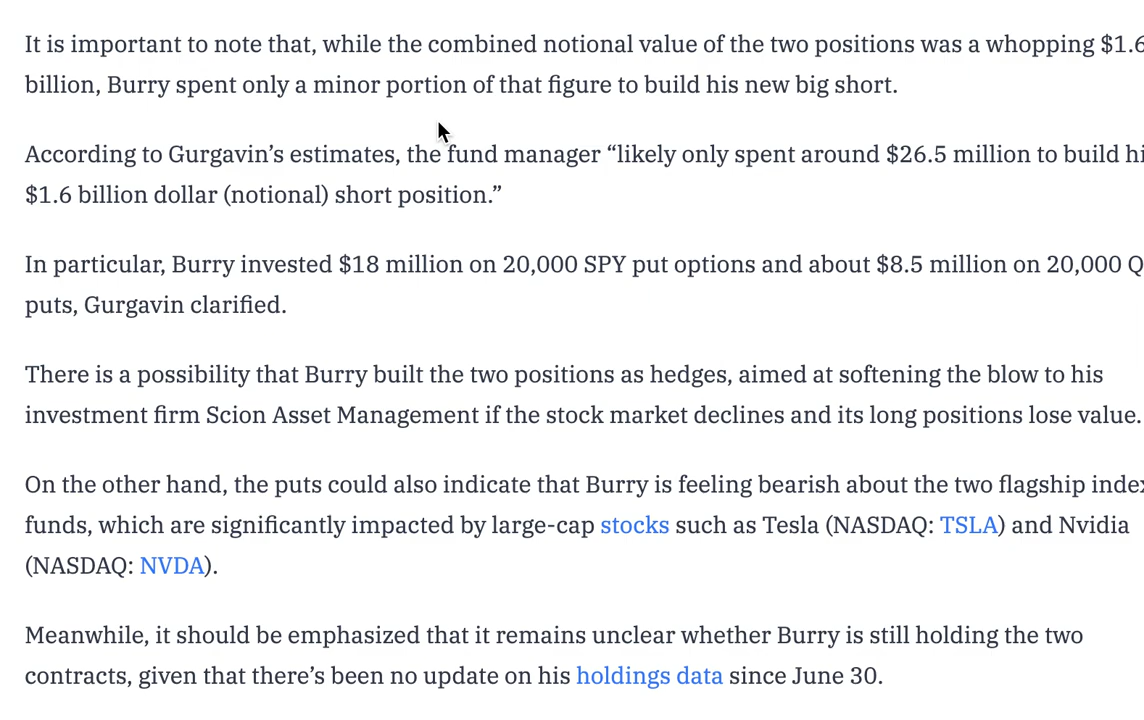 It is important to note that, while the combined notional value of the two positions was a whopping $1.6
billion, Burry spent only a minor portion of that figure to build his new big short.
According to Gurgavin’s estimates, the fund manager “likely only spent around $26.5 million to build hi
$1.6 billion dollar (notional) short position.”
In particular, Burry invested $18 million on 20,000 SPY put options and about $8.5 million on 20,000 Q
puts, Gurgavin clarified.
There is a possibility that Burry built the two positions as hedges, aimed at softening the blow to his
investment firm Scion Asset Management if the stock market declines and its long positions lose value.
On the other hand, the puts could also indicate that Burry is feeling bearish about the two flagship index
funds, which are significantly impacted by large-cap stocks such as Tesla (NASDAQ: TSLA) and Nvidia
(NASDAQ: NVDA).
Meanwhile, it should be emphasized that it remains unclear whether Burry is still holding the two
contracts, given that there’s been no update on his holdings data since June 30.